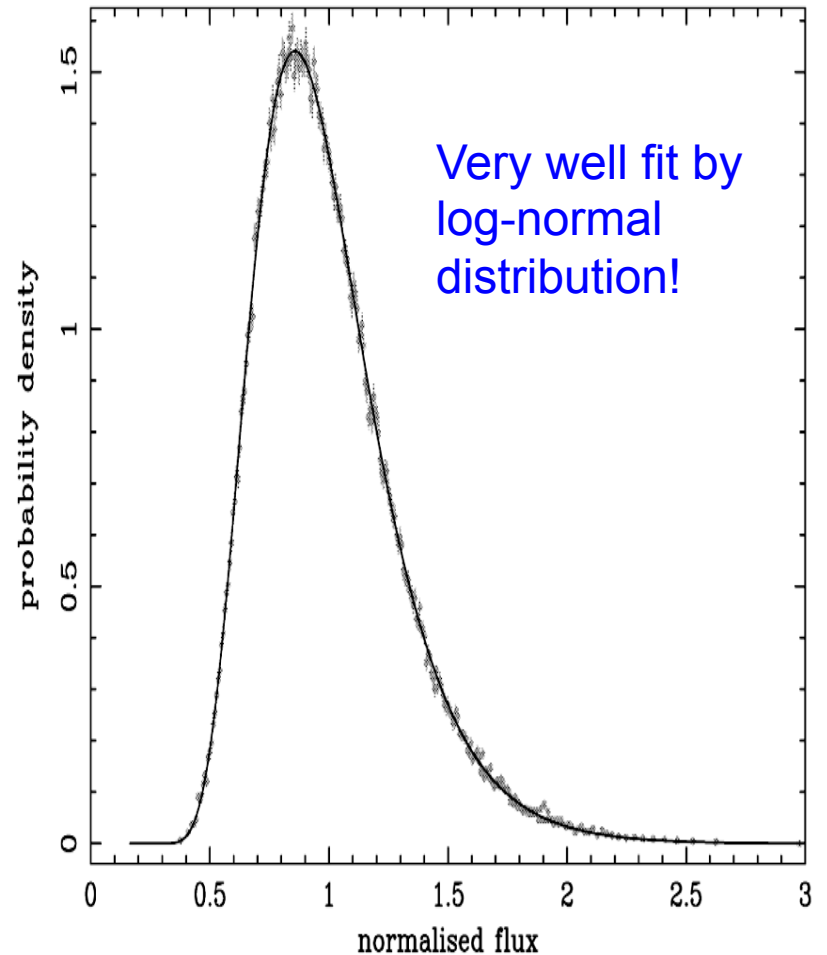 Very well fit by
log-normal
distribution!
probability density
1.5
1
0.5
0
0 0.5 1 1.5 2 2.5 3
normalised flux